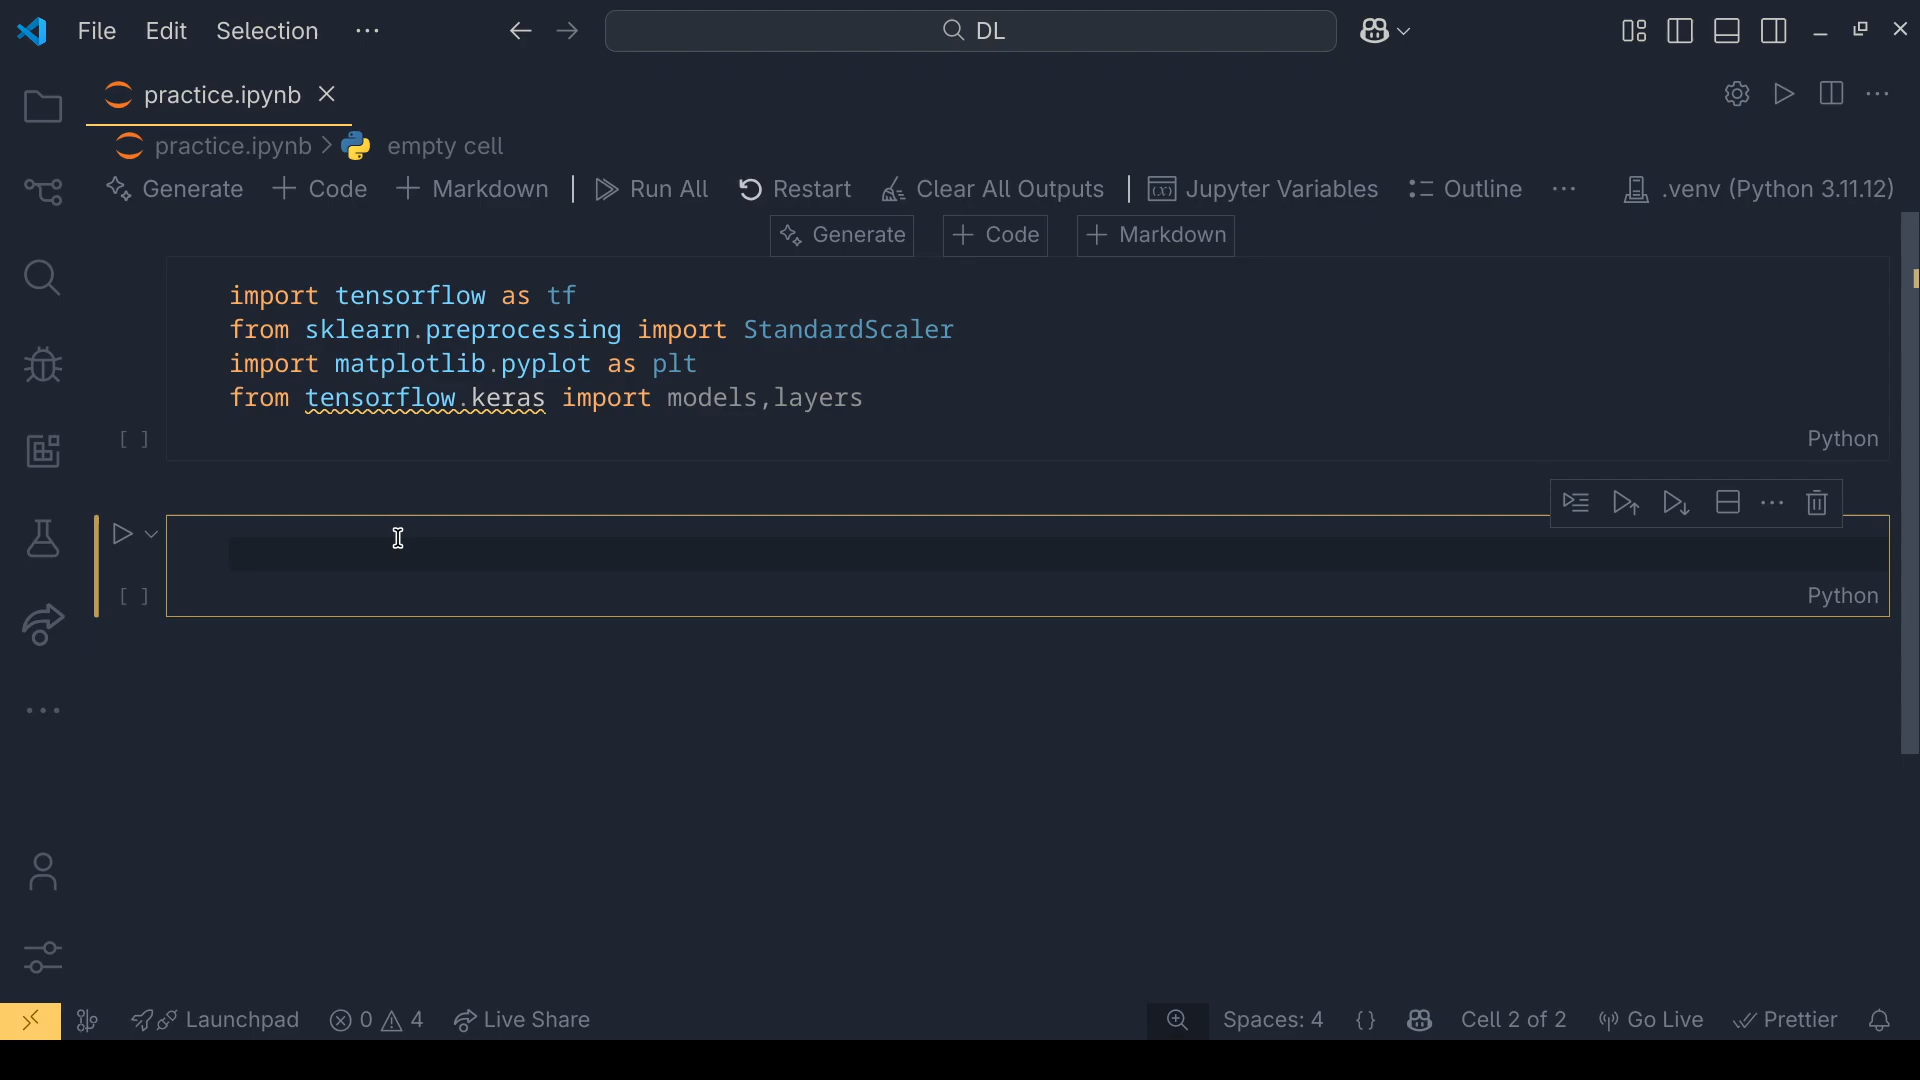 File Edit Selection ··· DL
practice.ipynb
practice.ipynb > empty cell
Generate + Code + Markdown | Run All Restart Clear All Outputs | Jupyter Variables Outline ··· .venv (Python 3.11.12)
Generate + Code + Markdown
import tensorflow as tf
from sklearn.preprocessing import StandardScaler
import matplotlib.pyplot as plt
from tensorflow.keras import models,layers
[ ] Python
[ ] Python
Launchpad 0 4 Live Share Spaces: 4 {} Cell 2 of 2 Go Live Prettier